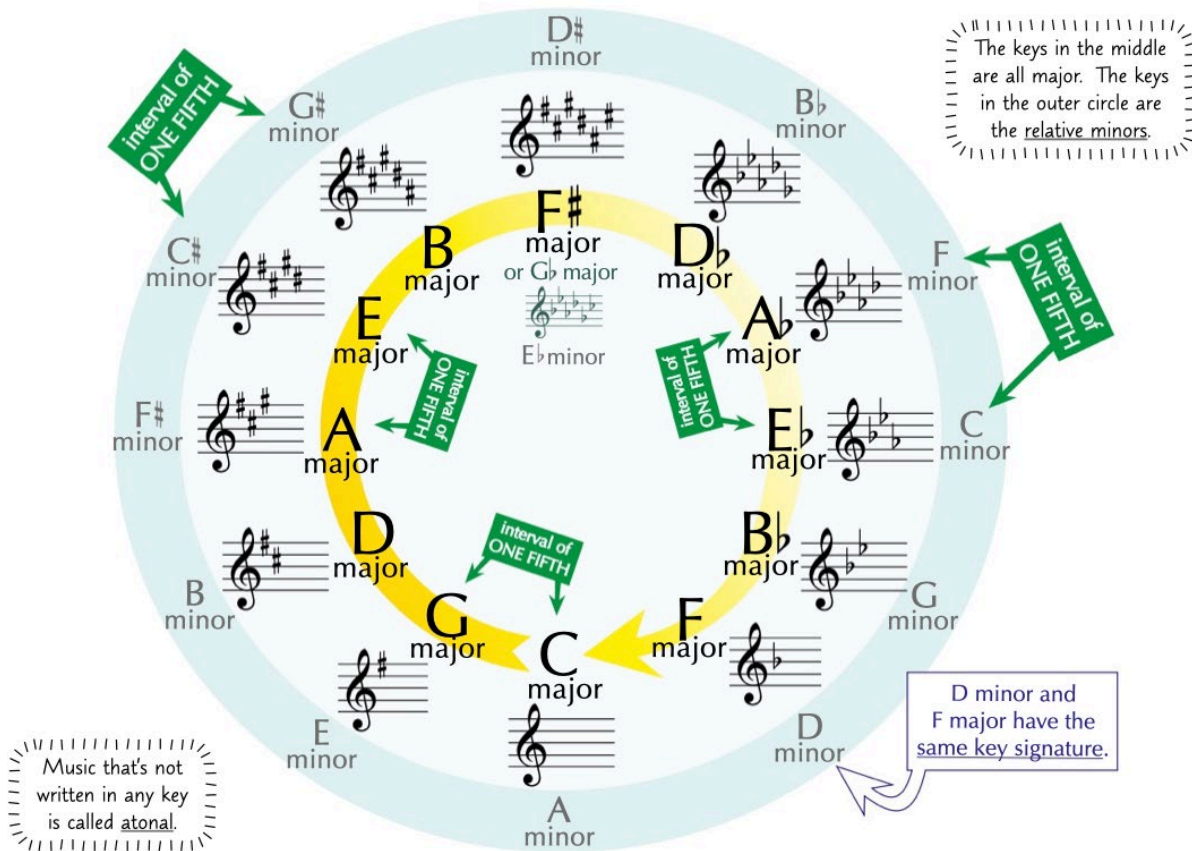 D♯
minor
B♭
minor
F
minor
C
minor
G
minor
D
minor
A
minor
E
minor
B
minor
F♯
minor
C♯
minor
G♯
minor
The keys in the middle
are all major. The keys
in the outer circle are
the relative minors.
interval of
ONE FIFTH
interval of
ONE FIFTH
F♯
major
or G♭ major
E♭ minor
D♭
major
A♭
major
E♭
major
B♭
major
F
major
C
major
G
major
D
major
A
major
E
major
B
major
interval of
ONE FIFTH
interval of
ONE FIFTH
interval of
ONE FIFTH
D minor and
F major have the
same key signature.
Music that's not
written in any key
is called atonal.